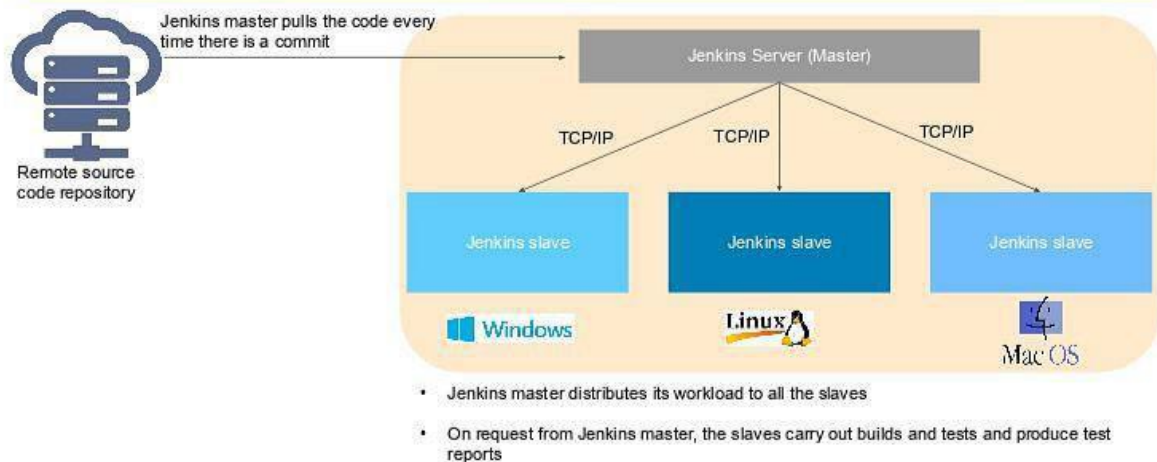 Jenkins master pulls the code every
time there is a commit
Jenkins Server (Master)
TCP/IP
TCP/IP
TCP/IP
Remote source
code repository
Jenkins slave
Jenkins slave
Jenkins slave
Windows
Linux
Mac OS
• Jenkins master distributes its workload to all the slaves
• On request from Jenkins master, the slaves carry out builds and tests and produce test
reports